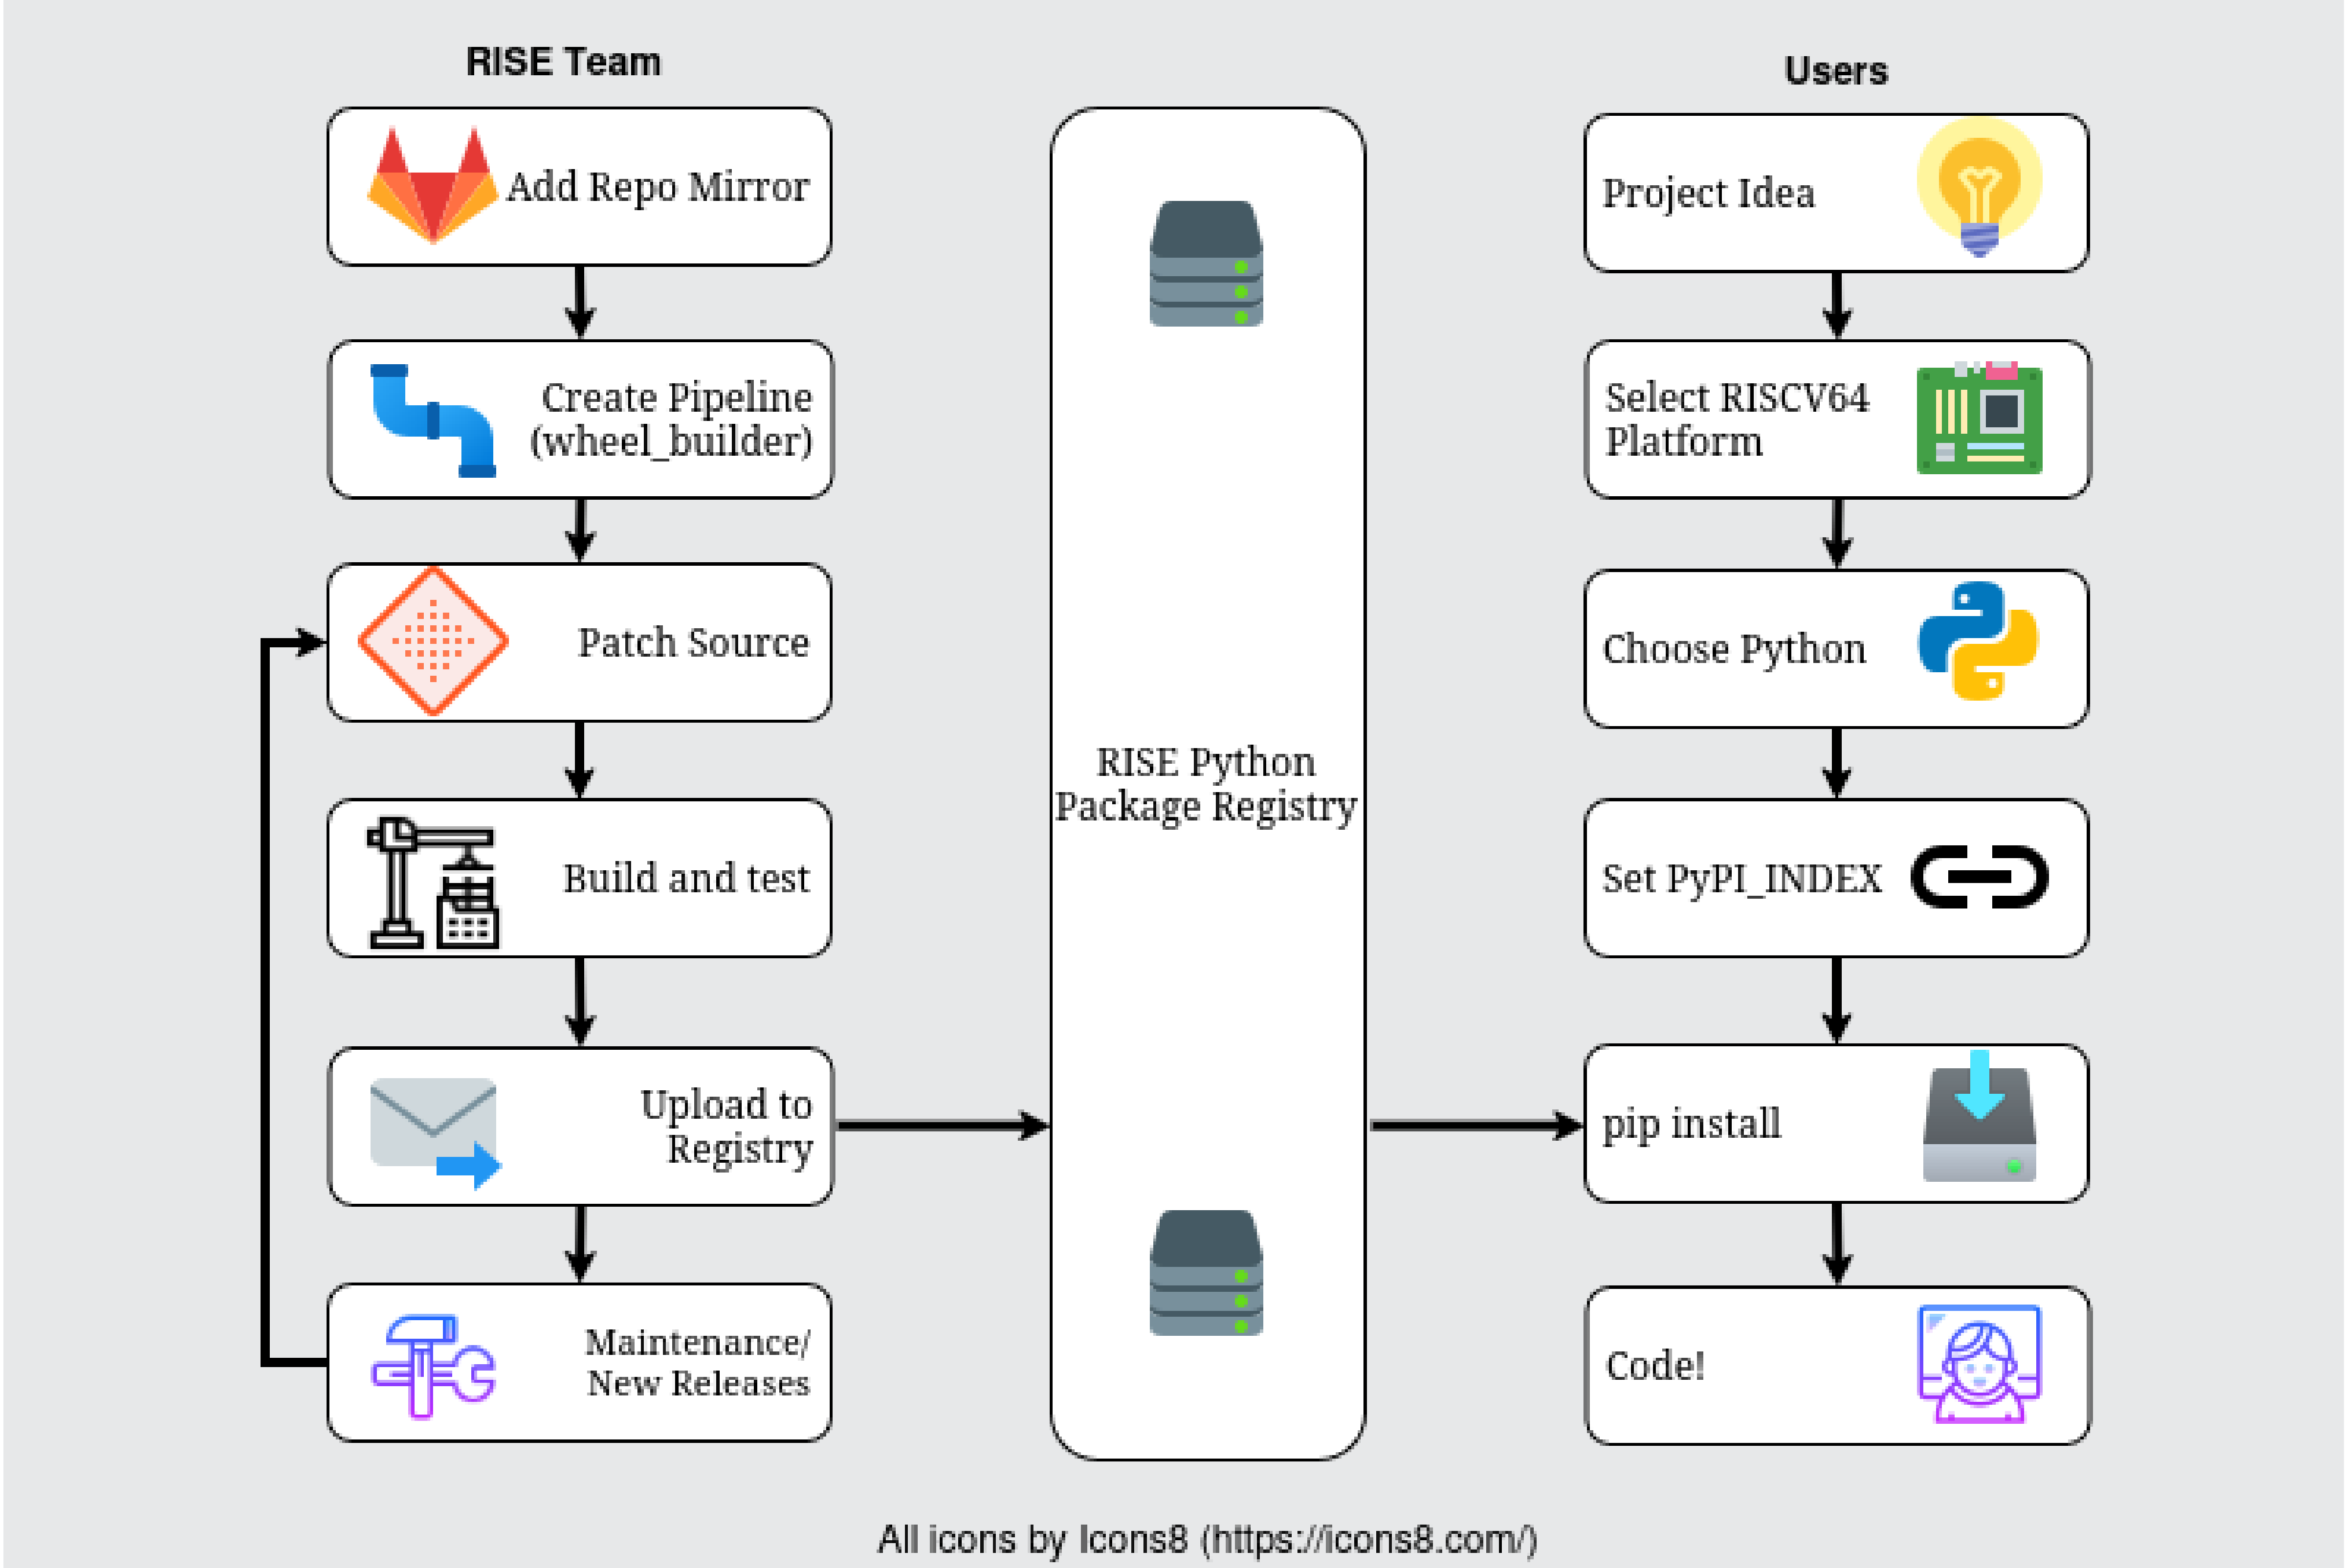 RISE Team
Add Repo Mirror
Create Pipeline
(wheel_builder)
Patch Source
Build and test
Upload to
Registry
Maintenance/
New Releases
RISE Python
Package Registry
Users
Project Idea
Select RISCV64
Platform
Choose Python
Set PyPI_INDEX
pip install
Code!
All icons by Icons8 (https://icons8.com/)